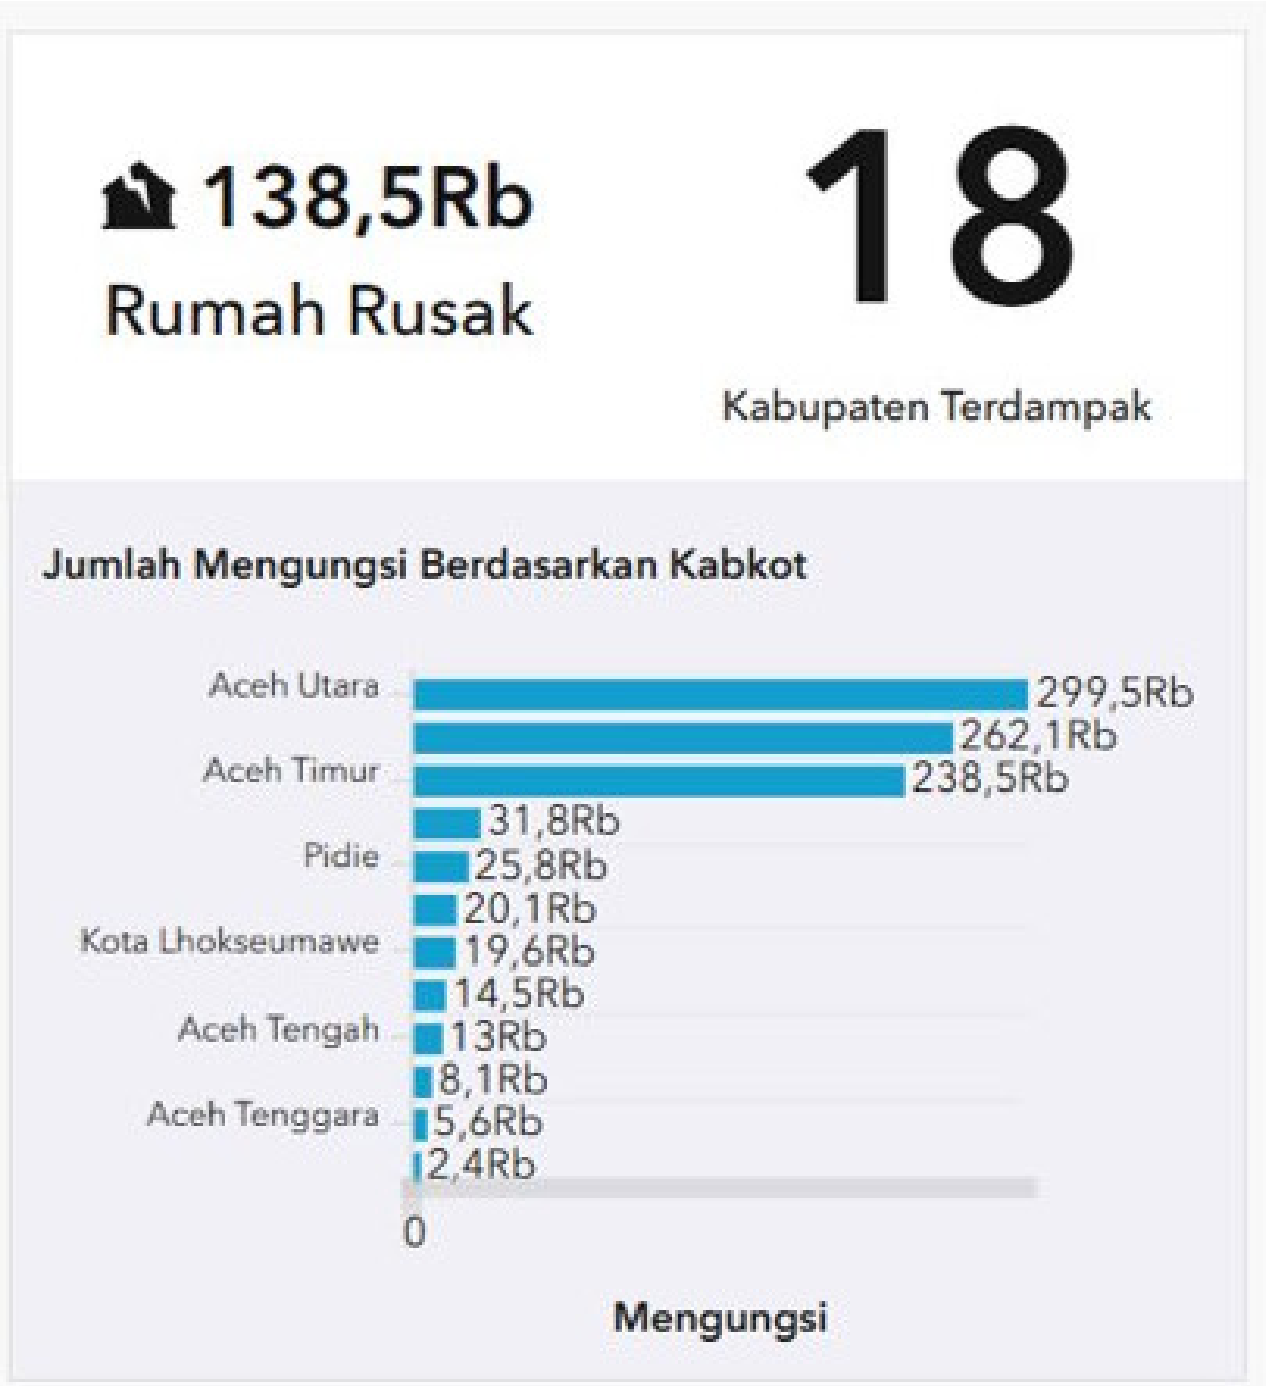 138,5Rb
Rumah Rusak
18
Kabupaten Terdampak
Jumlah Mengungsi Berdasarkan Kabkot
Aceh Utara 299,5Rb
262,1Rb
Aceh Timur 238,5Rb
31,8Rb
Pidie 25,8Rb
20,1Rb
Kota Lhokseumawe 19,6Rb
14,5Rb
Aceh Tengah 13Rb
8,1Rb
Aceh Tenggara 5,6Rb
2,4Rb
0
Mengungsi